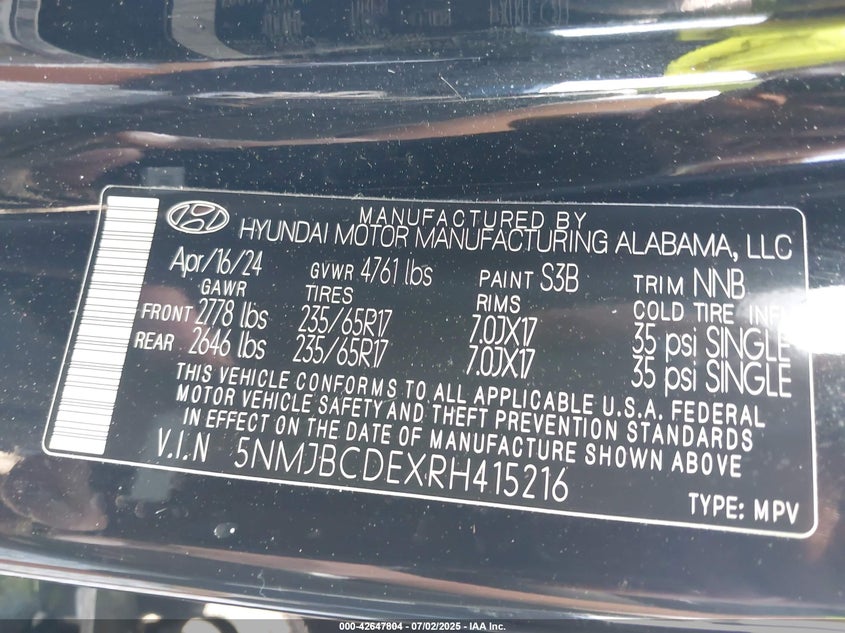 MANUFACTURED BY
HYUNDAI MOTOR MANUFACTURING ALABAMA, LLC
Apr/16/24 GVWR 4761 lbs PAINT S3B TRIM NNB
GAWR TIRES RIMS COLD TIRE INFL
FRONT 2778 lbs 235/65R17 7.0JX17 35 psi SINGLE
REAR 2646 lbs 235/65R17 7.0JX17 35 psi SINGLE
THIS VEHICLE CONFORMS TO ALL APPLICABLE U.S.A. FEDERAL
MOTOR VEHICLE SAFETY AND THEFT PREVENTION STANDARDS
IN EFFECT ON THE DATE OF MANUFACTURE SHOWN ABOVE
V.I.N 5NMJBCDEXRH415216
TYPE: MPV
000-42647804 - 07/02/2025 - IAA Inc.